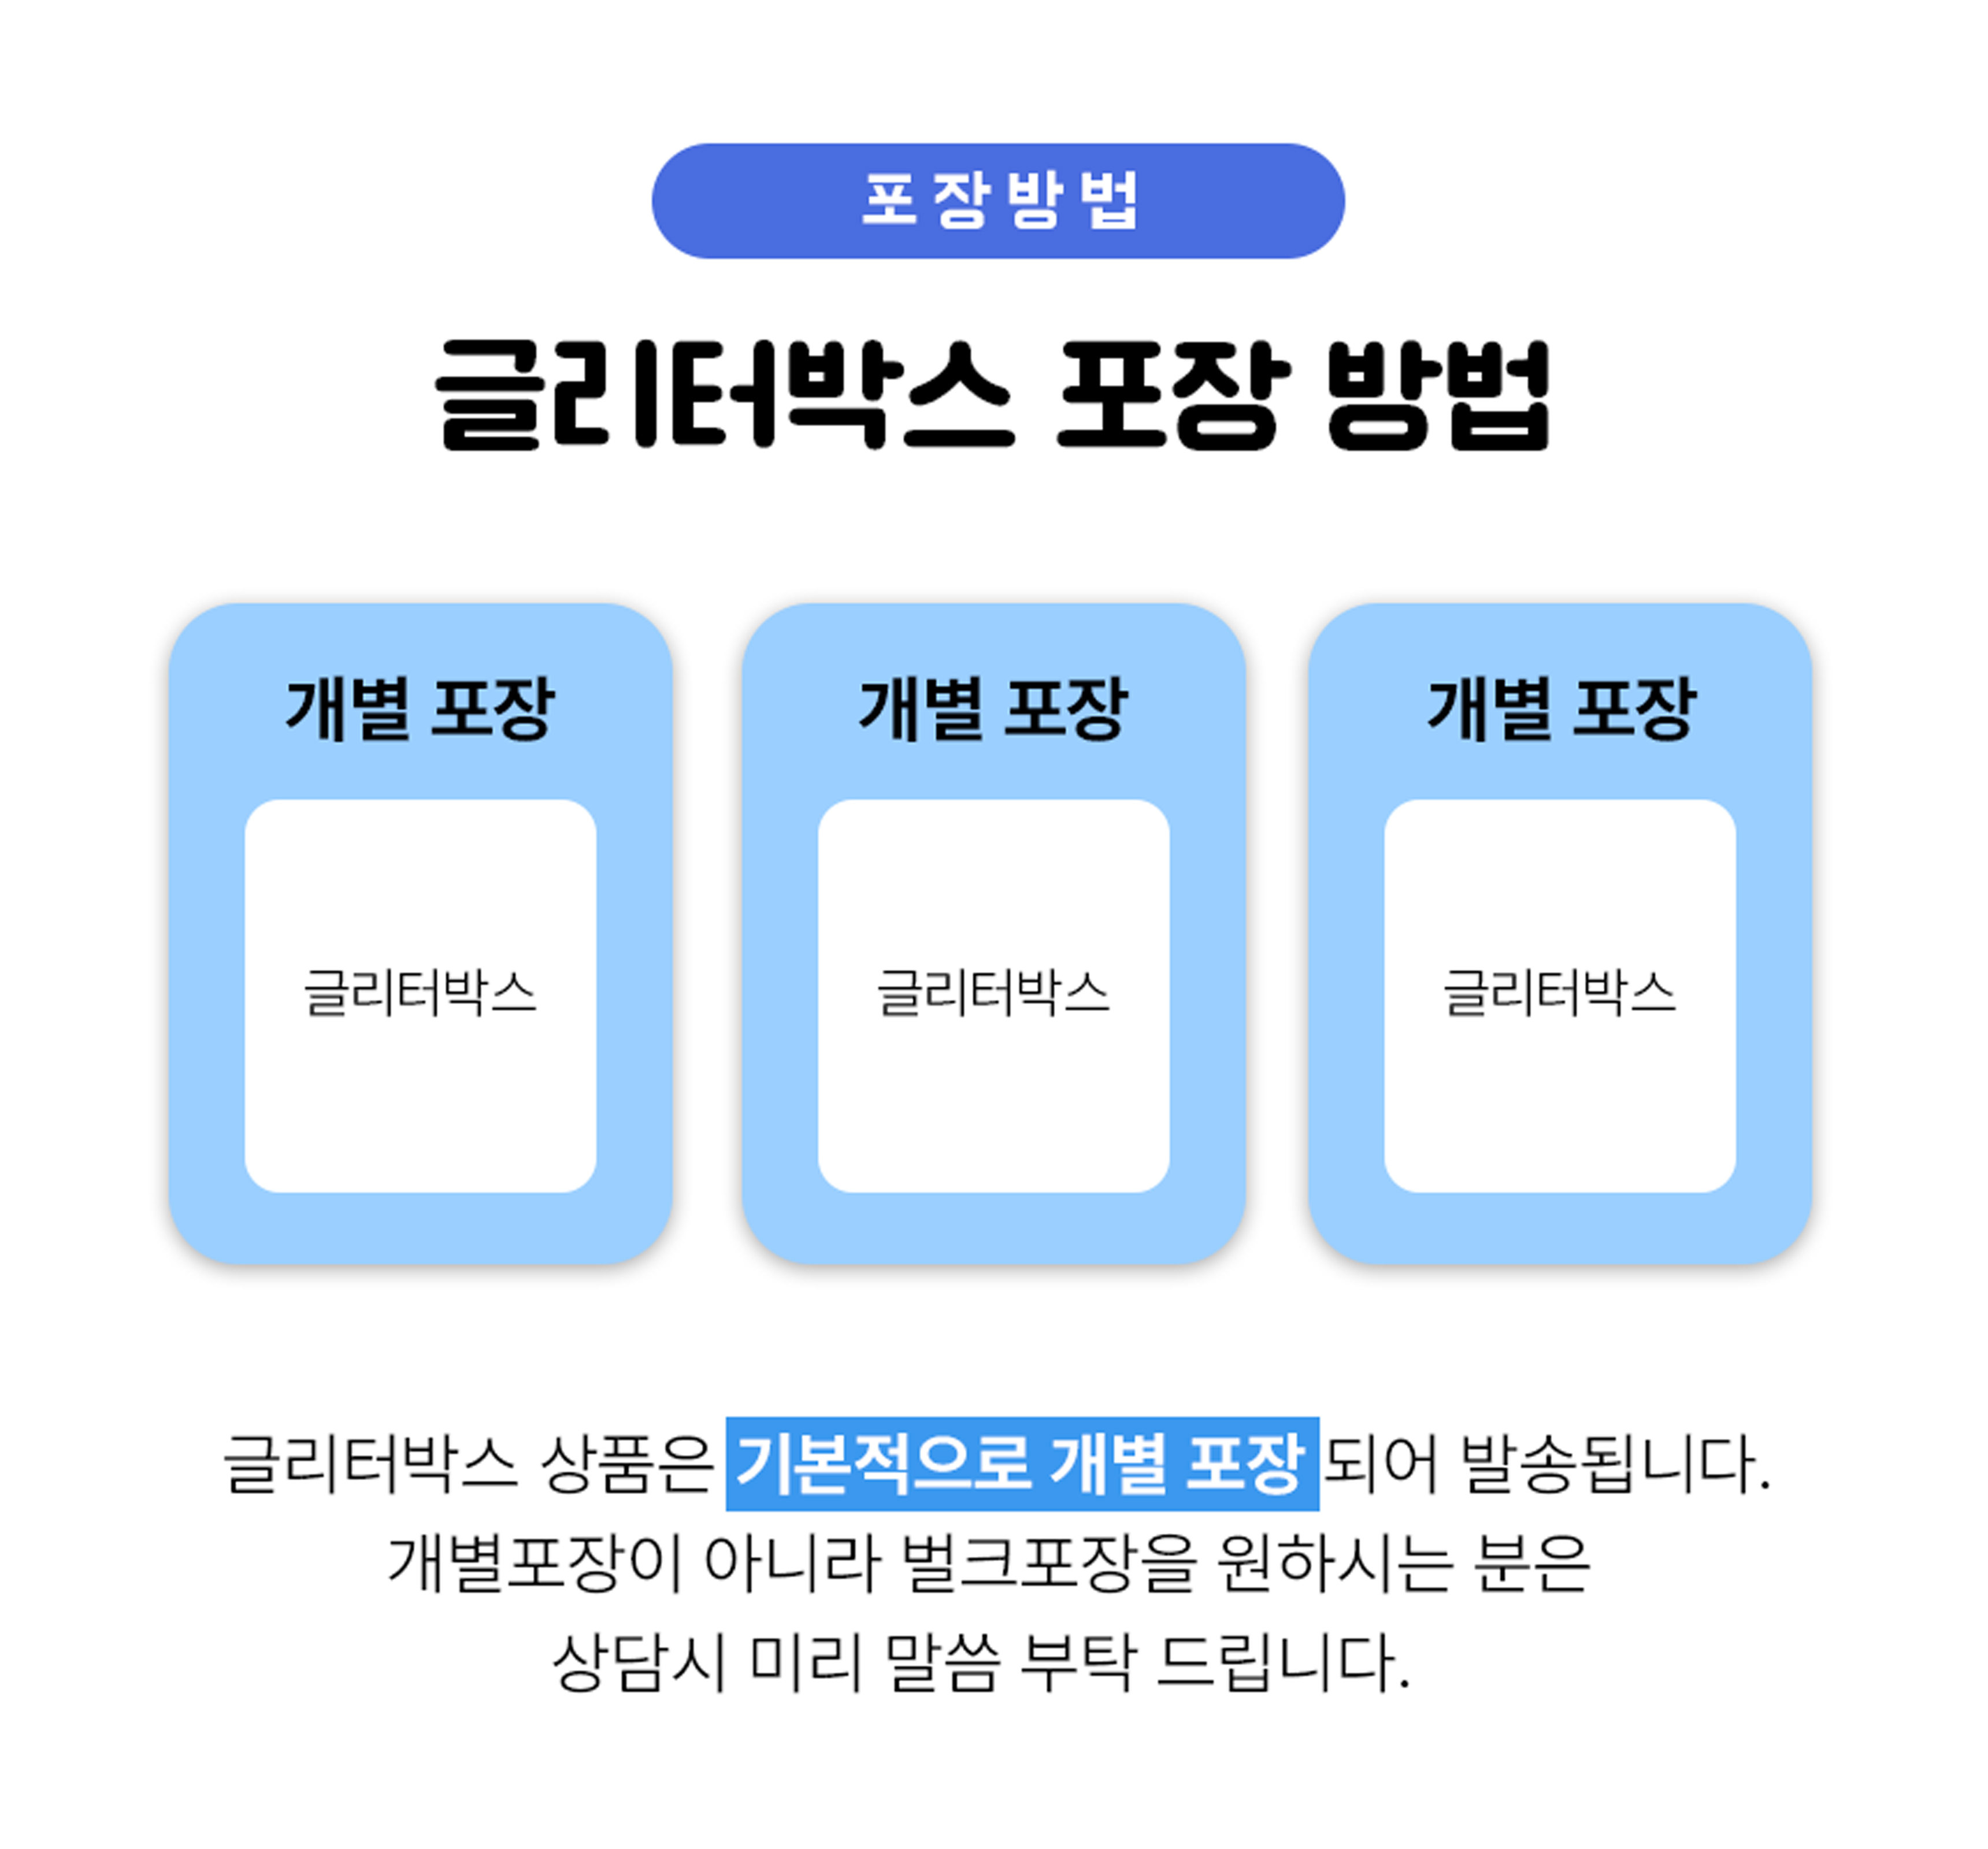 포장방법
글리터박스 포장 방법
개별 포장
개별 포장
개별 포장
글리터박스
글리터박스
글리터박스
글리터박스 상품은 기본적으로 개별 포장되어 발송됩니다.
개별포장이 아니라 벌크포장을 원하시는 분은
상담시 미리 말씀 부탁 드립니다.